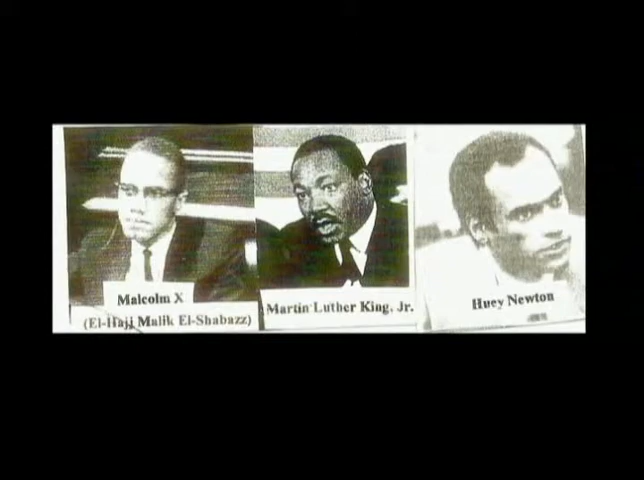 Malcolm X
(El-Hajj Malik El-Shabazz)
Martin Luther King, Jr.
Huey Newton